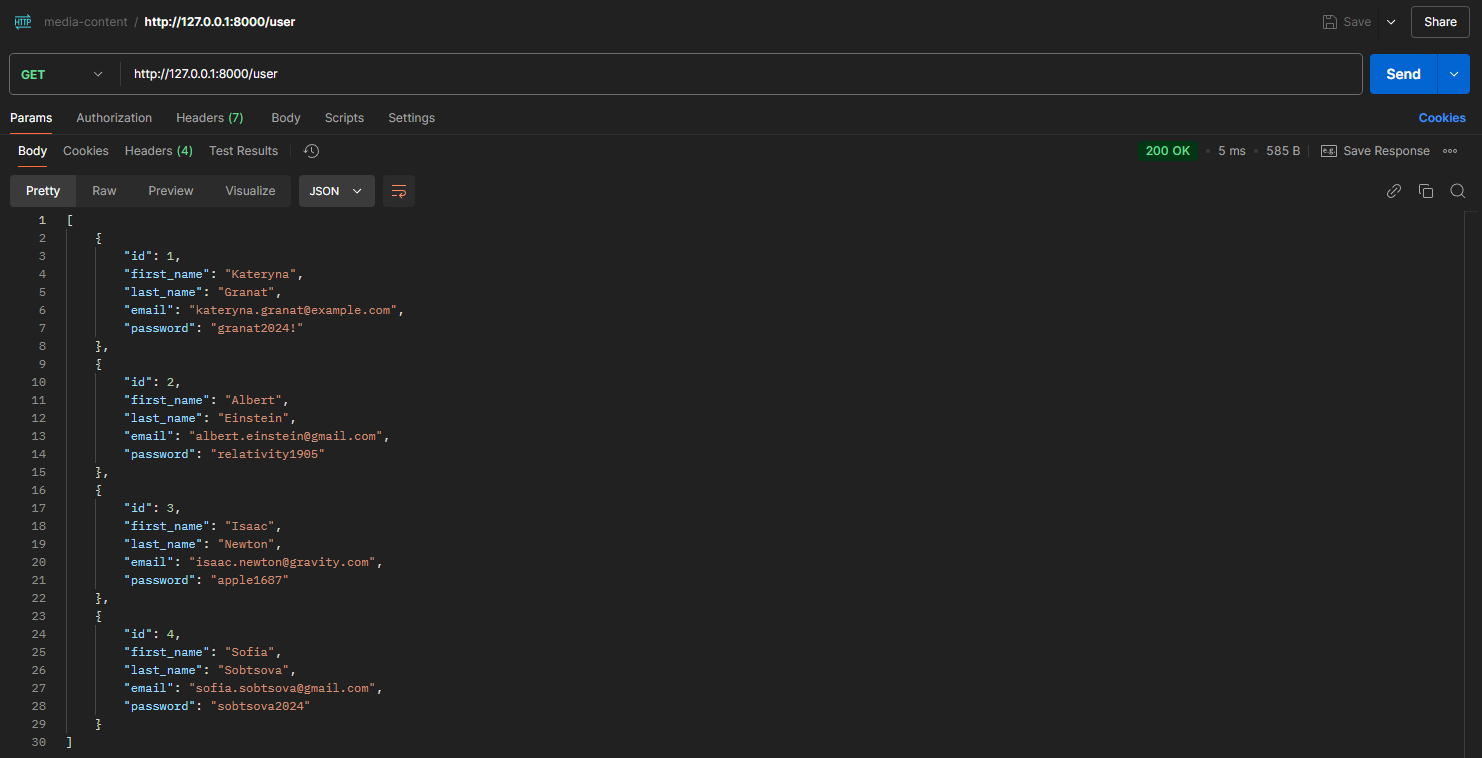 HTTP media-content / http://127.0.0.1:8000/user Save Share
GET http://127.0.0.1:8000/user Send
Params Authorization Headers (7) Body Scripts Settings Cookies
Body Cookies Headers (4) Test Results 200 OK 5 ms 585 B e.g. Save Response
Pretty Raw Preview Visualize JSON
1 [
2 {
3 "id": 1,
4 "first_name": "Kateryna",
5 "last_name": "Granat",
6 "email": "kateryna.granat@example.com",
7 "password": "granat2024!"
8 },
9 {
10 "id": 2,
11 "first_name": "Albert",
12 "last_name": "Einstein",
13 "email": "albert.einstein@gmail.com",
14 "password": "relativity1905"
15 },
16 {
17 "id": 3,
18 "first_name": "Isaac",
19 "last_name": "Newton",
20 "email": "isaac.newton@gravity.com",
21 "password": "apple1687"
22 },
23 {
24 "id": 4,
25 "first_name": "Sofia",
26 "last_name": "Sobtsova",
27 "email": "sofia.sobtsova@gmail.com",
28 "password": "sobtsova2024"
29 }
30 ]